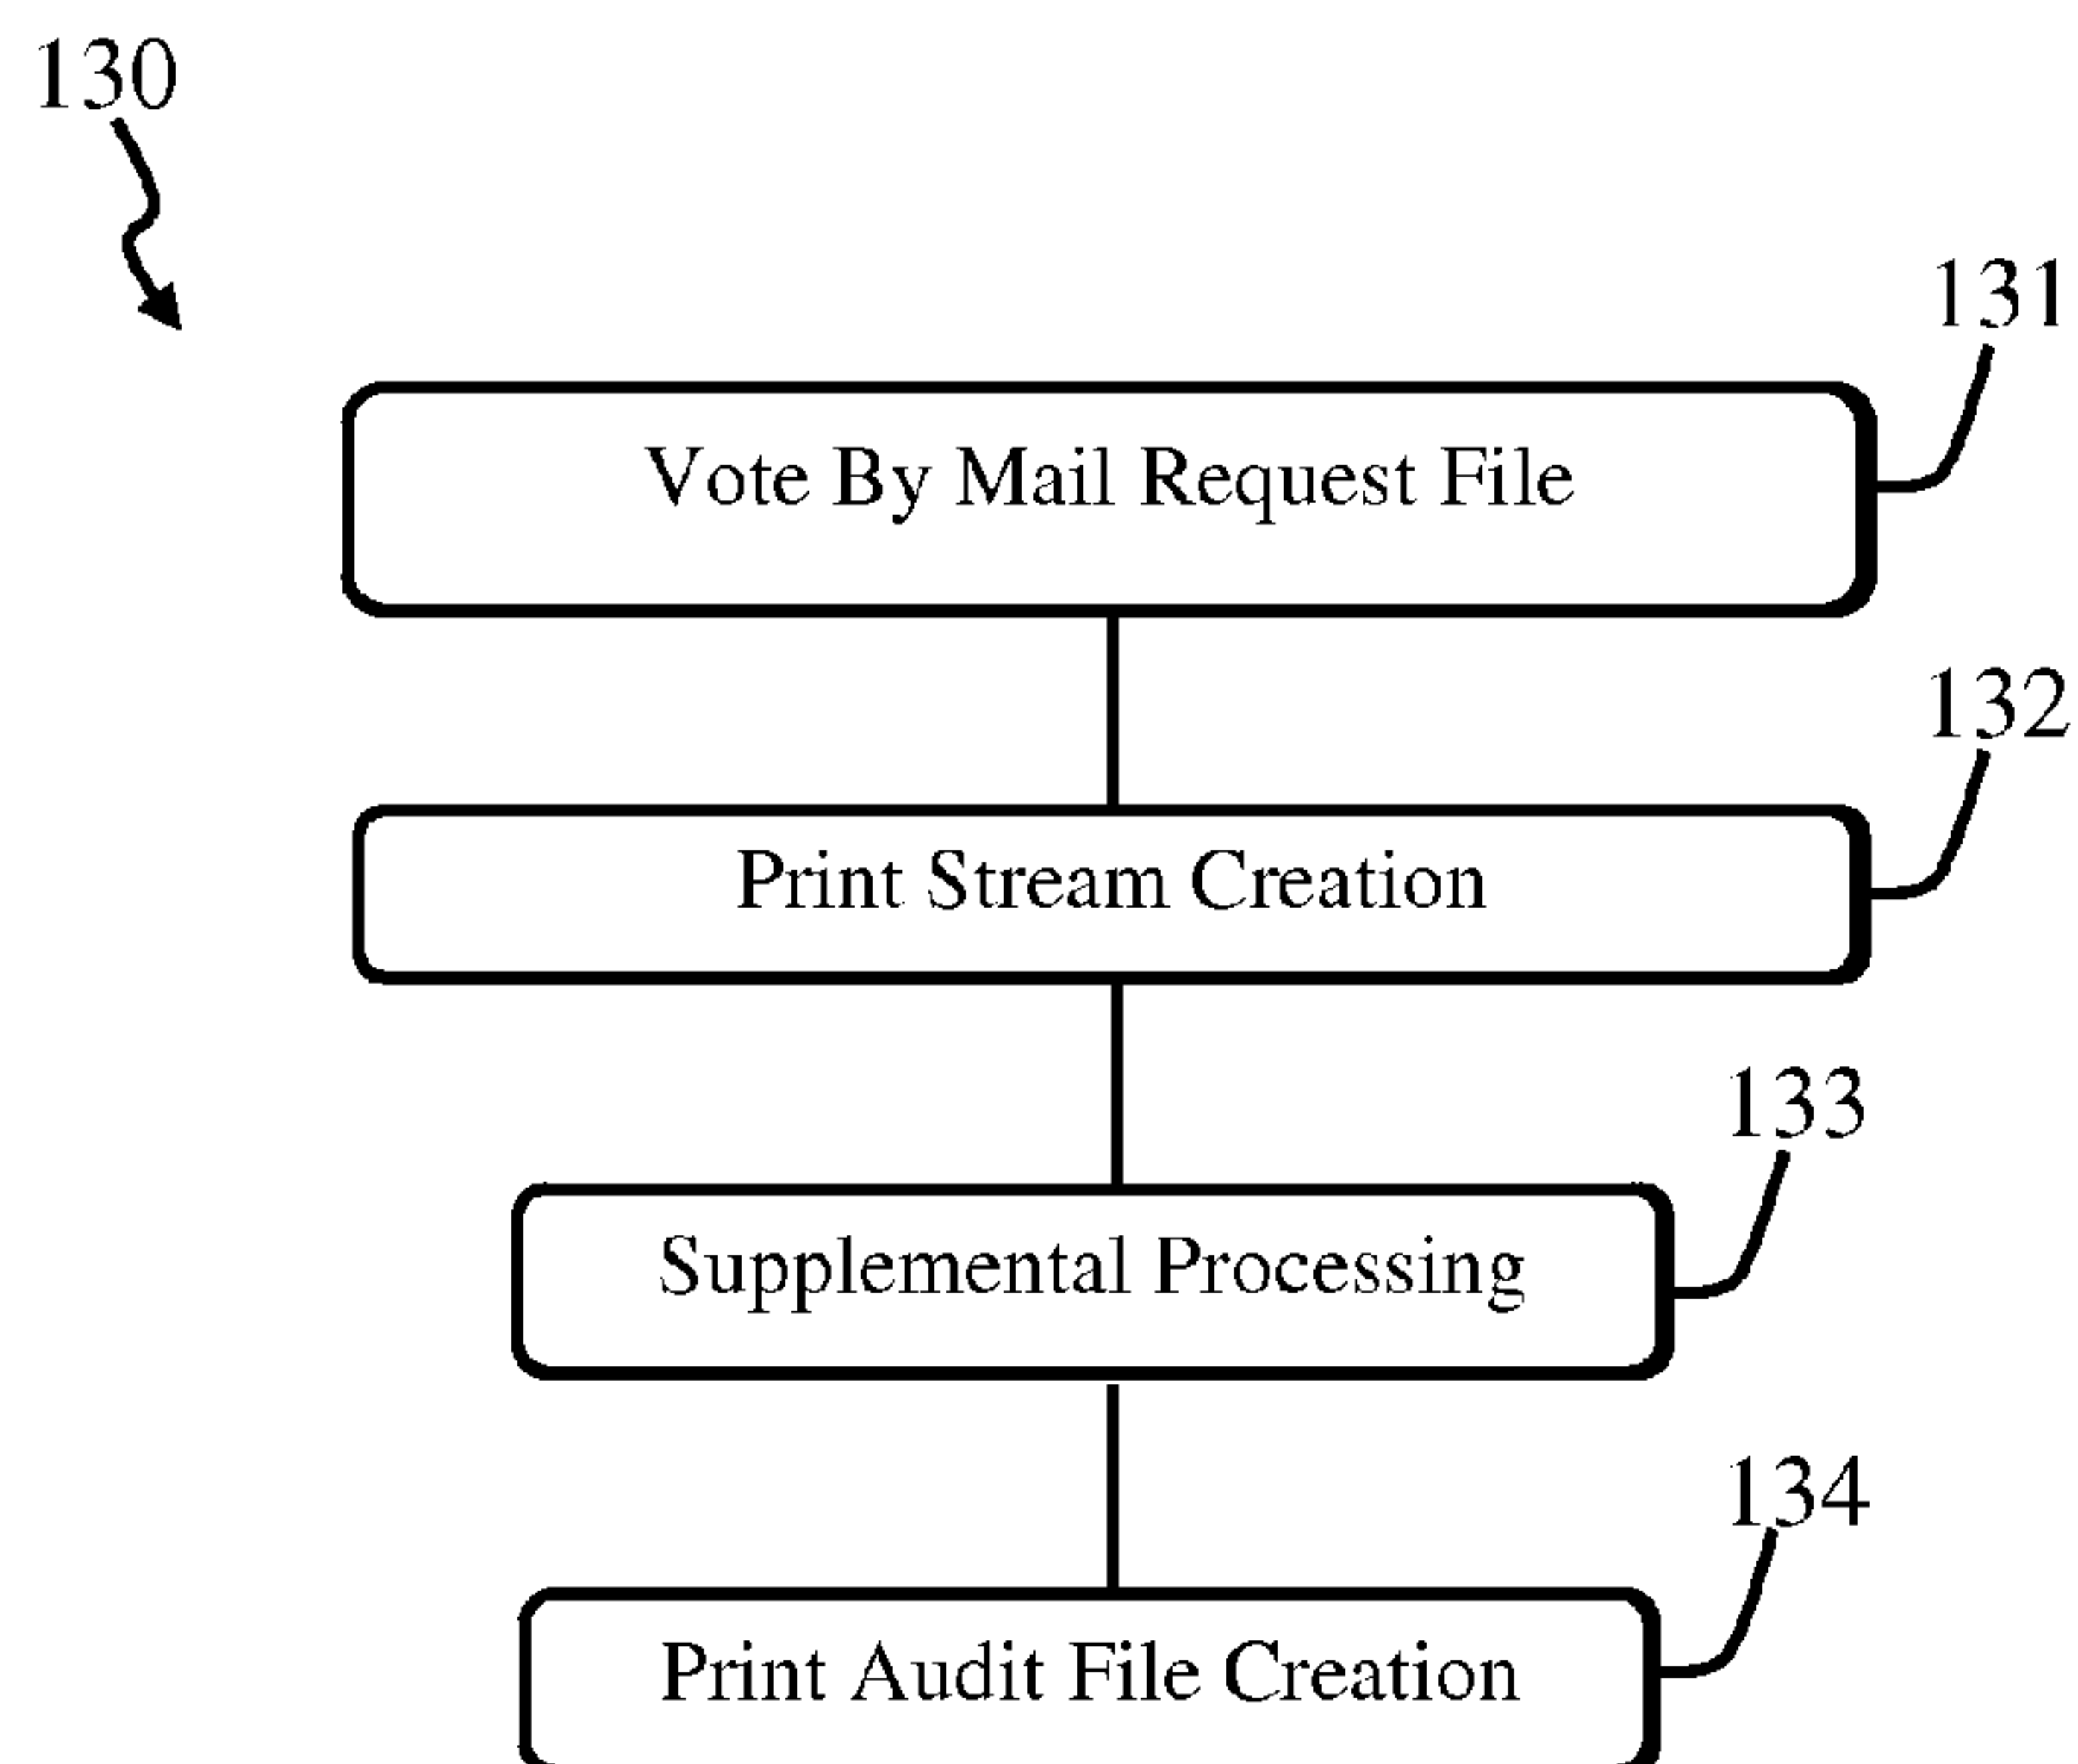 130
131
Vote By Mail Request File
132
Print Stream Creation
133
Supplemental Processing
134
Print Audit File Creation